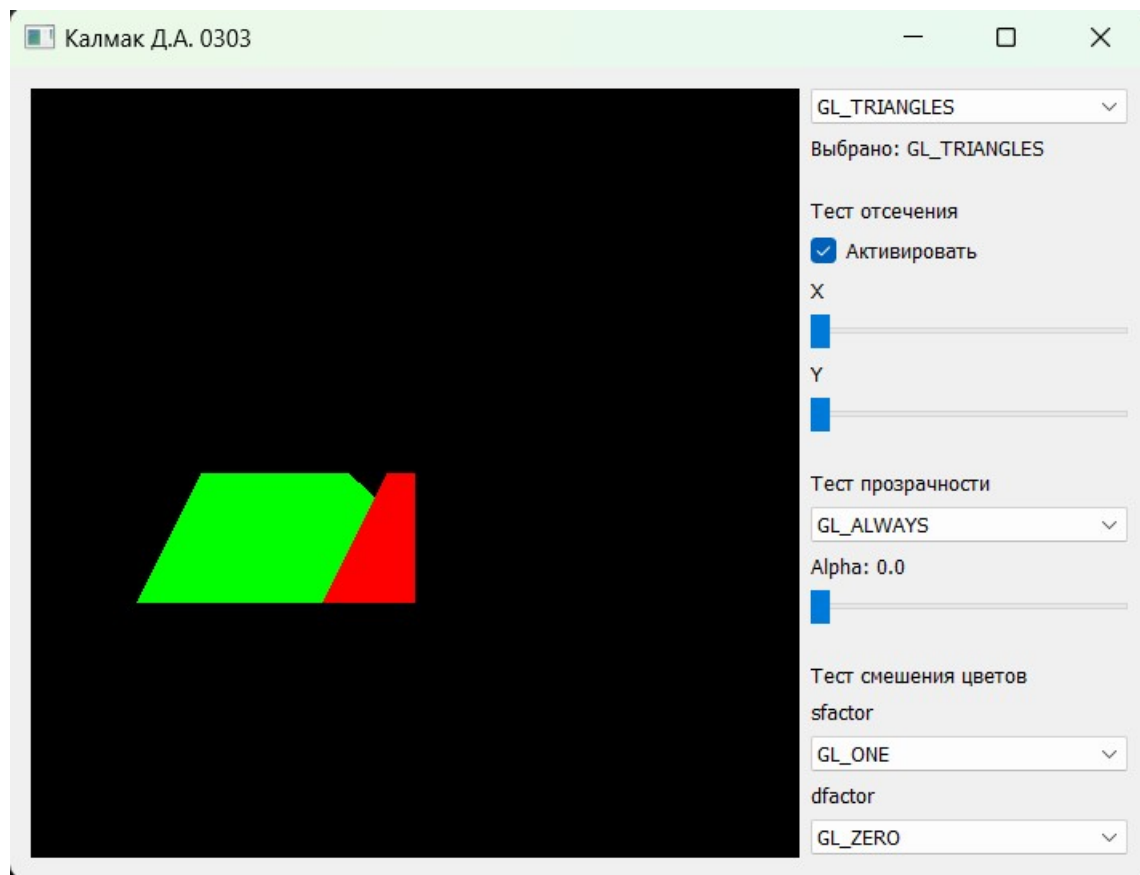 Калмак Д.А. 0303
GL_TRIANGLES
Выбрано: GL_TRIANGLES
Тест отсечения
Активировать
X
Y
Тест прозрачности
GL_ALWAYS
Alpha: 0.0
Тест смешения цветов
sfactor
GL_ONE
dfactor
GL_ZERO